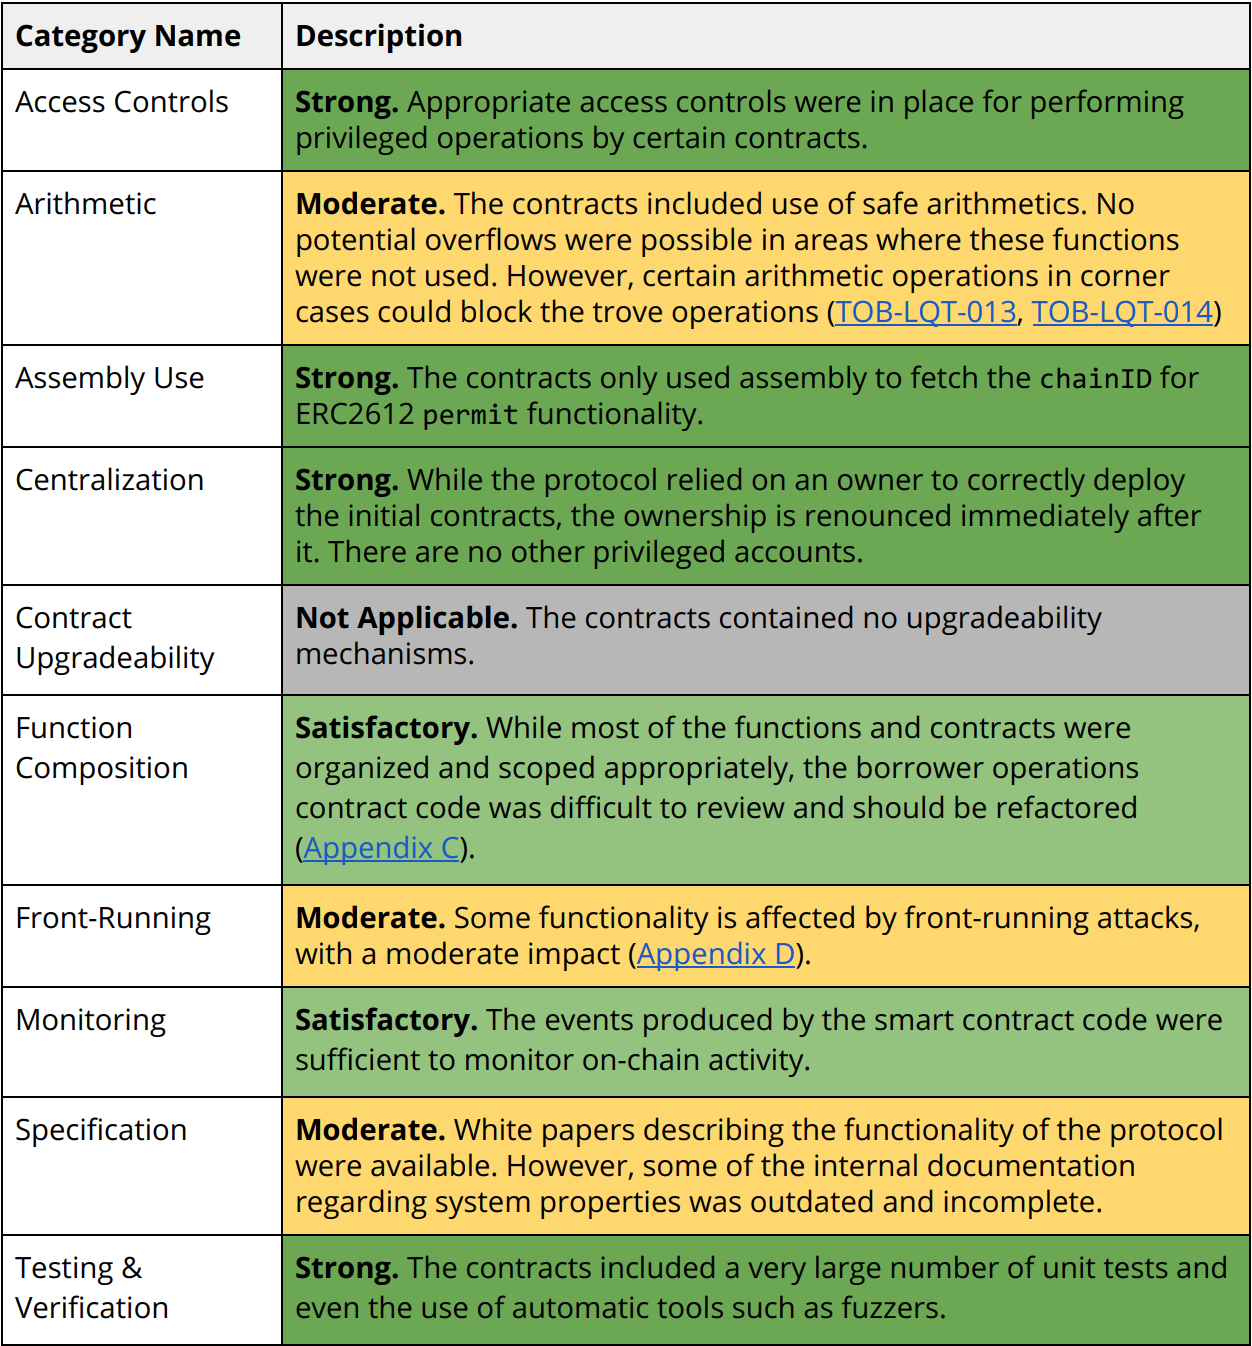 Category Name
Description
Access Controls
Strong. Appropriate access controls were in place for performing
privileged operations by certain contracts.
Arithmetic
Moderate. The contracts included use of safe arithmetics. No
potential overflows were possible in areas where these functions
were not used. However, certain arithmetic operations in corner
cases could block the trove operations (TOB-LQT-013, TOB-LQT-014)
Assembly Use
Strong. The contracts only used assembly to fetch the chainID for
ERC2612 permit functionality.
Centralization
Strong. While the protocol relied on an owner to correctly deploy
the initial contracts, the ownership is renounced immediately after
it. There are no other privileged accounts.
Contract
Upgradeability
Not Applicable. The contracts contained no upgradeability
mechanisms.
Function
Composition
Satisfactory. While most of the functions and contracts were
organized and scoped appropriately, the borrower operations
contract code was difficult to review and should be refactored
(Appendix C).
Front-Running
Moderate. Some functionality is affected by front-running attacks,
with a moderate impact (Appendix D).
Monitoring
Satisfactory. The events produced by the smart contract code were
sufficient to monitor on-chain activity.
Specification
Moderate. White papers describing the functionality of the protocol
were available. However, some of the internal documentation
regarding system properties was outdated and incomplete.
Testing &
Verification
Strong. The contracts included a very large number of unit tests and
even the use of automatic tools such as fuzzers.